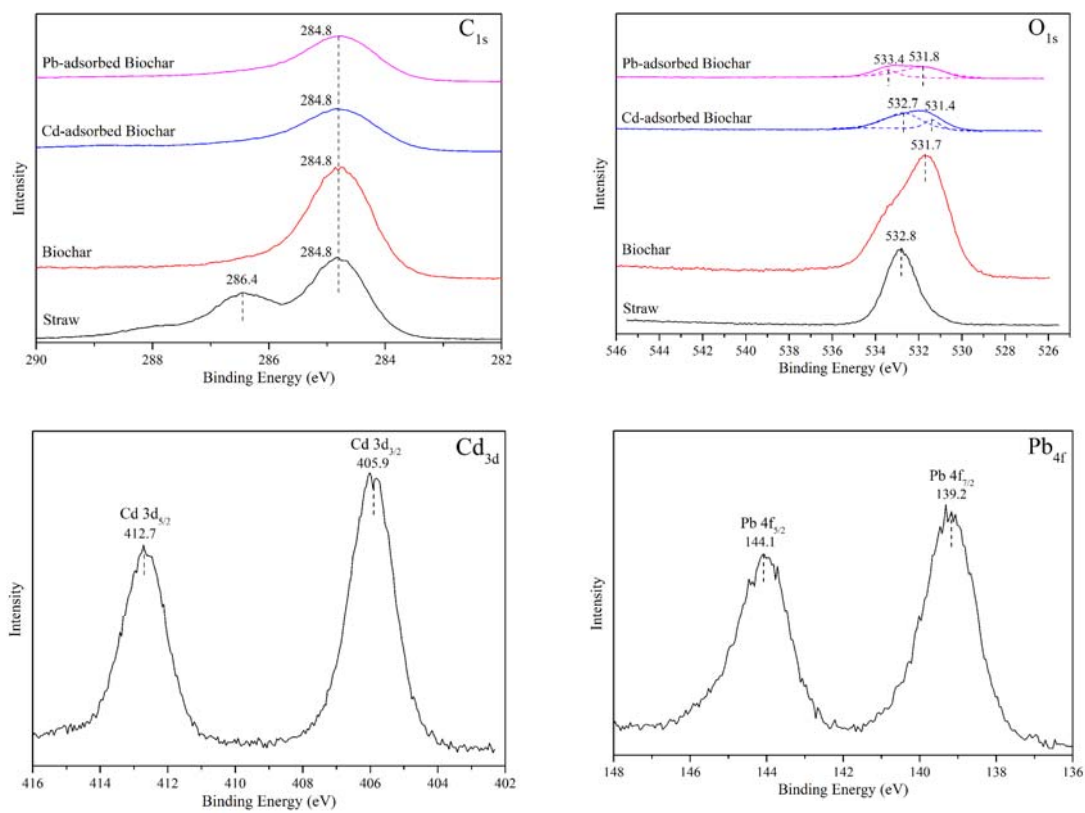 C1s
284.8
Pb-adsorbed Biochar
284.8
Cd-adsorbed Biochar
284.8
Biochar
284.8
286.4
Straw
Intensity
290 288 286 284 282
Binding Energy (eV)
O1s
533.4 531.8
Pb-adsorbed Biochar
532.7 531.4
Cd-adsorbed Biochar
531.7
Biochar
532.8
Straw
Intensity
546 544 542 540 538 536 534 532 530 528 526
Binding Energy (eV)
Cd3d
Cd 3d3/2
405.9
Cd 3d5/2
412.7
Intensity
416 414 412 410 408 406 404 402
Binding Energy (eV)
Pb4f
Pb 4f7/2
139.2
Pb 4f5/2
144.1
Intensity
148 146 144 142 140 138 136
Binding Energy (eV)